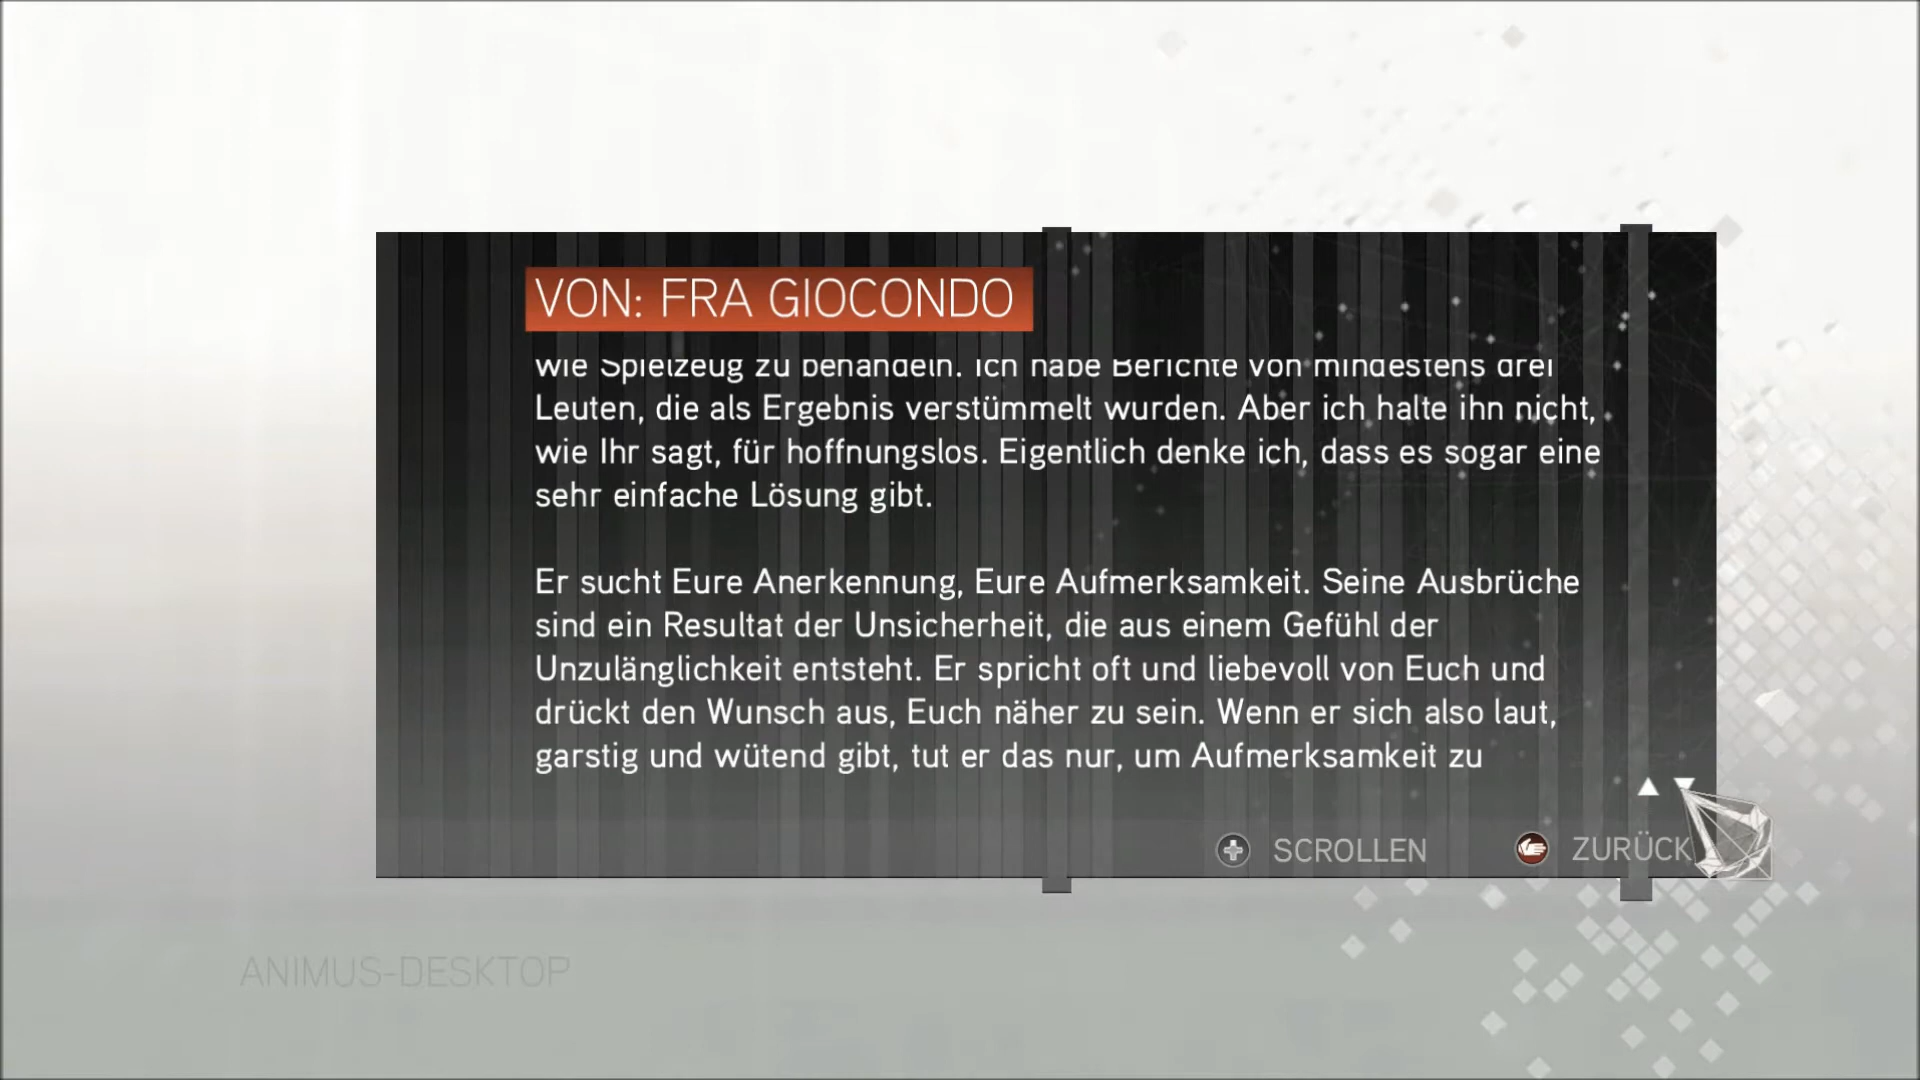 VON: FRA GIOCONDO
wie Spielzeug zu behandeln. Ich habe Berichte von mindestens drei
Leuten, die als Ergebnis verstümmelt wurden. Aber ich halte ihn nicht,
wie Ihr sagt, für hoffnungslos. Eigentlich denke ich, dass es sogar eine
sehr einfache Lösung gibt.
Er sucht Eure Anerkennung, Eure Aufmerksamkeit. Seine Ausbrüche
sind ein Resultat der Unsicherheit, die aus einem Gefühl der
Unzulänglichkeit entsteht. Er spricht oft und liebevoll von Euch und
drückt den Wunsch aus, Euch näher zu sein. Wenn er sich also laut,
garstig und wütend gibt, tut er das nur, um Aufmerksamkeit zu
SCROLLEN
ZURÜCK
ANIMUS-DESKTOP